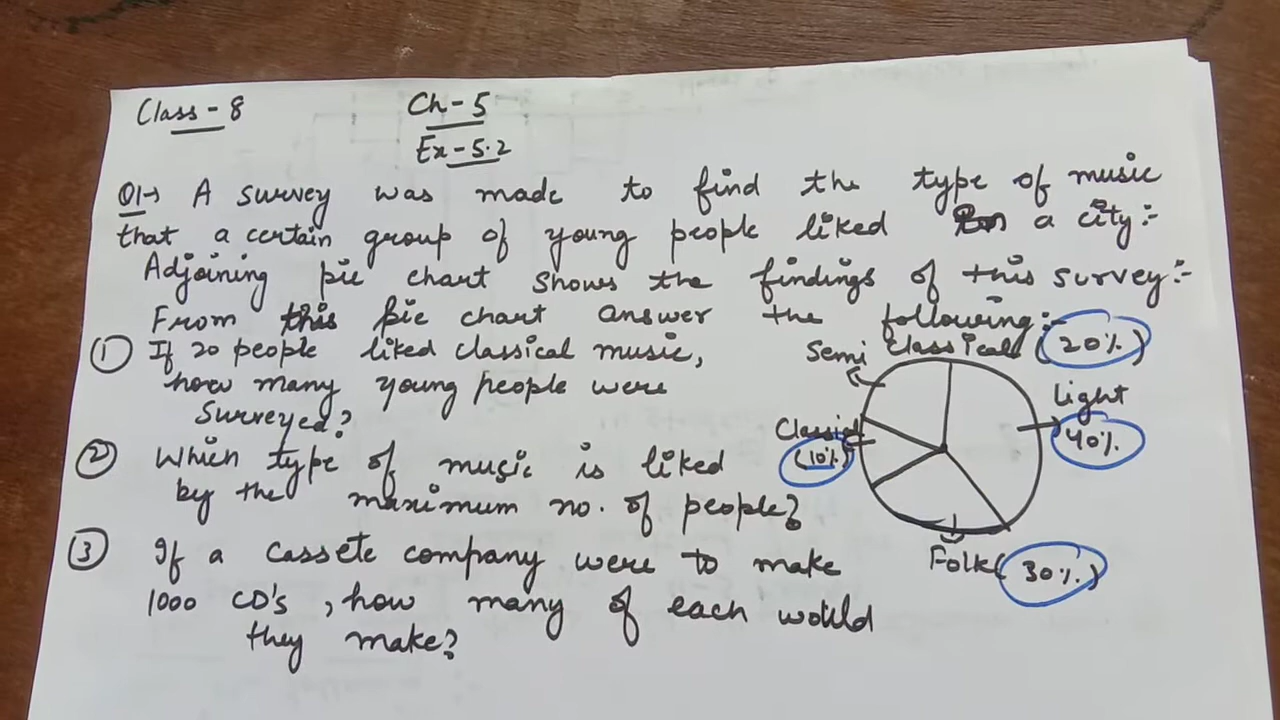 Class - 8
Ch - 5
Ex - 5.2
Q1→ A survey was made to find the type of music
that a certain group of young people liked in a city:-
Adjoining pie chart shows the findings of this survey:-
From this pie chart answer the following:-
① If 20 people liked classical music,
how many young people were
surveyed?
② Which type of music is liked
by the maximum no. of people?
③ If a cassete company were to make
1000 CD's, how many of each would
they make?
Semi Classical (20%)
Light
40%
Classical
(10%)
Folk (30%)